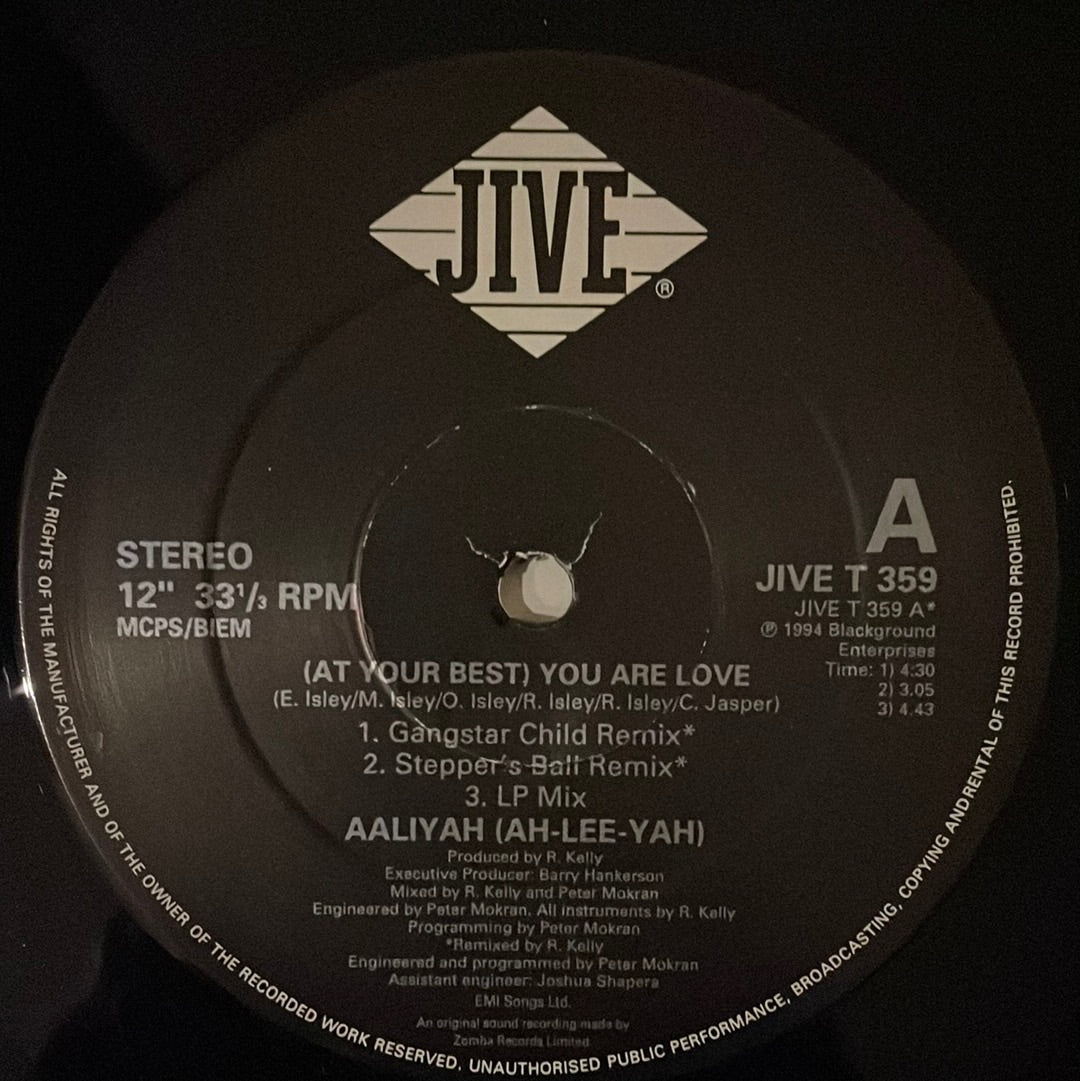 JIVE
®
A
STEREO
12" 33⅓ RPM
MCPS/BIEM
JIVE T 359
JIVE T 359 A*
℗ 1994 Blackground
Enterprises
Time: 1) 4:30
2) 3.05
3) 4.43
(AT YOUR BEST) YOU ARE LOVE
(E. Isley/M. Isley/O. Isley/R. Isley/R. Isley/C. Jasper)
1. Gangstar Child Remix*
2. Stepper's Ball Remix*
3. LP Mix
AALIYAH (AH-LEE-YAH)
Produced by R. Kelly
Executive Producer: Barry Hankerson
Mixed by R. Kelly and Peter Mokran
Engineered by Peter Mokran. All instruments by R. Kelly
Programming by Peter Mokran
*Remixed by R. Kelly
Engineered and programmed by Peter Mokran
Assistant engineer: Joshua Shapera
EMI Songs Ltd.
An original sound recording made by
Zomba Records Limited
ALL RIGHTS OF THE MANUFACTURER AND OF THE OWNER OF THE RECORDED WORK RESERVED. UNAUTHORISED PUBLIC PERFORMANCE, BROADCASTING, COPYING AND RENTAL OF THIS RECORD PROHIBITED.